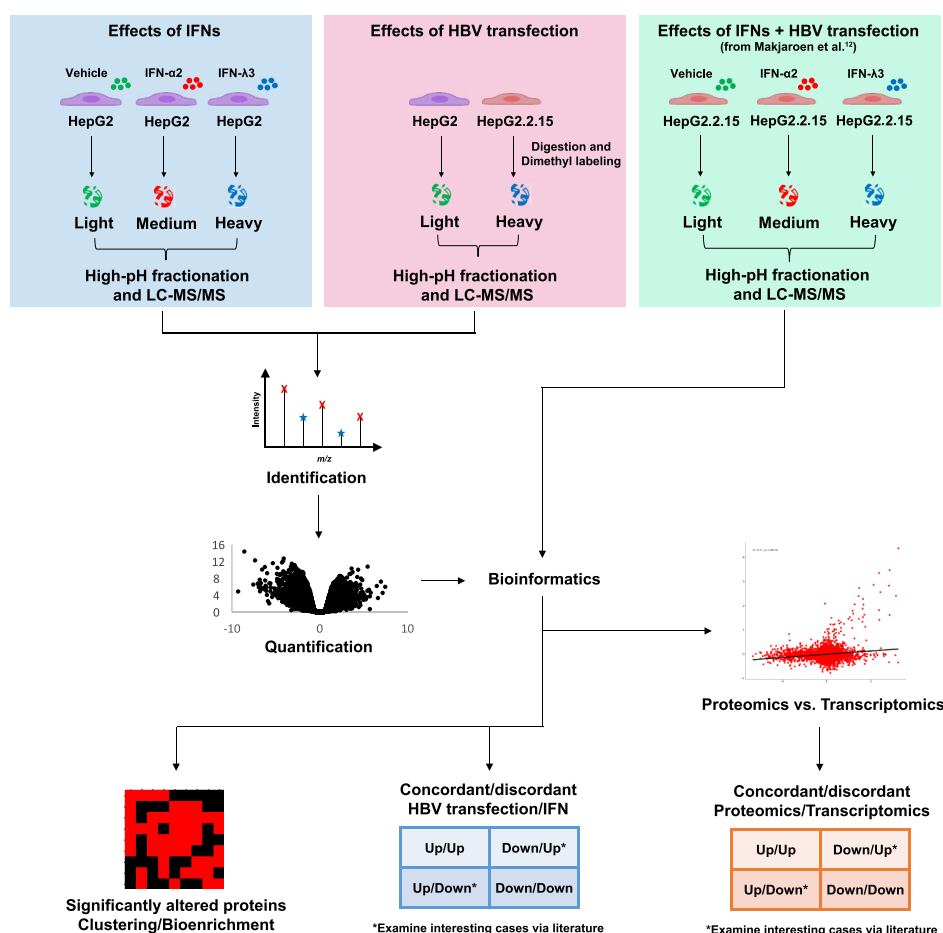 Effects of IFNs
Vehicle IFN-α2 IFN-λ3
HepG2 HepG2 HepG2
Light Medium Heavy
High-pH fractionation
and LC-MS/MS
Effects of HBV transfection
HepG2 HepG2.2.15
Digestion and
Dimethyl labeling
Light Heavy
High-pH fractionation
and LC-MS/MS
Effects of IFNs + HBV transfection
(from Makjaroen et al.¹²)
Vehicle IFN-α2 IFN-λ3
HepG2.2.15 HepG2.2.15 HepG2.2.15
Light Medium Heavy
High-pH fractionation
and LC-MS/MS
Intensity
m/z
Identification
16
12
8
4
0
-10 0 10
Quantification
Bioinformatics
Proteomics vs. Transcriptomics
Significantly altered proteins
Clustering/Bioenrichment
Concordant/discordant
HBV transfection/IFN
Up/Up Down/Up*
Up/Down* Down/Down
*Examine interesting cases via literature
Concordant/discordant
Proteomics/Transcriptomics
Up/Up Down/Up*
Up/Down* Down/Down
*Examine interesting cases via literature